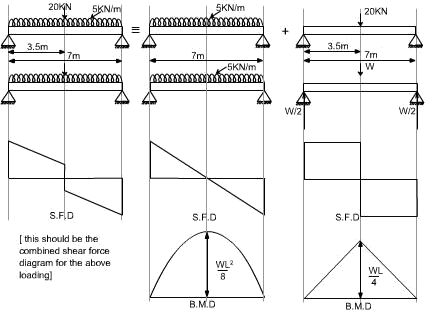 20KN
5KN/m
3.5m
7m
S.F.D
[ this should be the
combined shear force
diagram for the above
loading]
≡
5KN/m
7m
5KN/m
S.F.D
WL²
8
B.M.D
+
20KN
3.5m
7m
W
W/2
W/2
S.F.D
WL
4
B.M.D